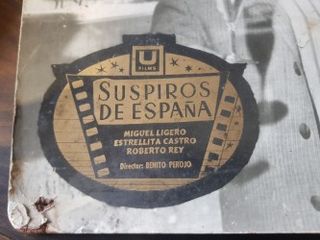 U
FILMS
SUSPIROS
DE ESPAÑA
MIGUEL LIGERO
ESTRELLITA CASTRO
ROBERTO REY
Director: BENITO PEROJO